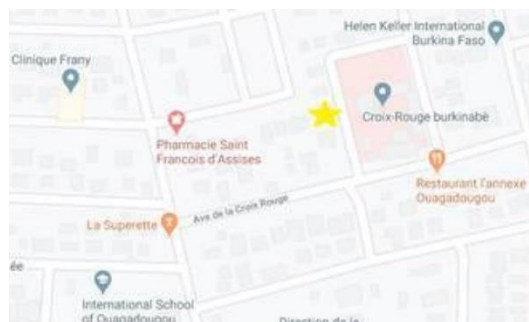 Helen Keller International
Burkina Faso
Clinique Frany
Croix-Rouge burkinabè
Pharmacie Saint
Francois d'Assises
Restaurant l'annexe
Ouagadougou
Ave de la Croix Rouge
La Superette
ée
International School
of Ouagadougou
Direction de la